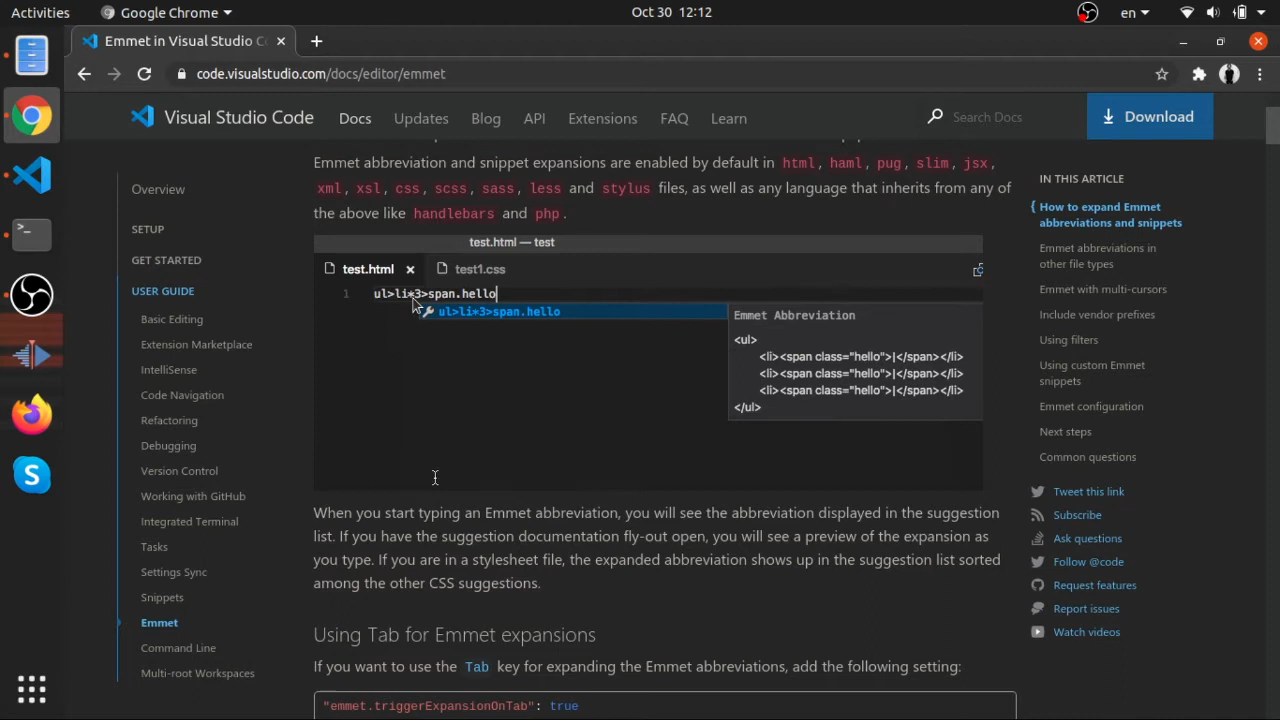 Activities
Google Chrome
Oct 30 12:12
en
Emmet in Visual Studio C
code.visualstudio.com/docs/editor/emmet
Visual Studio Code
Docs
Updates
Blog
API
Extensions
FAQ
Learn
Search Docs
Download
Overview
SETUP
GET STARTED
USER GUIDE
Basic Editing
Extension Marketplace
IntelliSense
Code Navigation
Refactoring
Debugging
Version Control
Working with GitHub
Integrated Terminal
Tasks
Settings Sync
Snippets
Emmet
Command Line
Multi-root Workspaces
Emmet abbreviation and snippet expansions are enabled by default in html, haml, pug, slim, jsx,
xml, xsl, css, scss, sass, less and stylus files, as well as any language that inherits from any of
the above like handlebars and php.
test.html — test
test.html
test1.css
1 ul>li*3>span.hello
ul>li*3>span.hello
Emmet Abbreviation
<ul>
<li><span class="hello">|</span></li>
<li><span class="hello">|</span></li>
<li><span class="hello">|</span></li>
</ul>
When you start typing an Emmet abbreviation, you will see the abbreviation displayed in the suggestion
list. If you have the suggestion documentation fly-out open, you will see a preview of the expansion as
you type. If you are in a stylesheet file, the expanded abbreviation shows up in the suggestion list sorted
among the other CSS suggestions.
Using Tab for Emmet expansions
If you want to use the Tab key for expanding the Emmet abbreviations, add the following setting:
"emmet.triggerExpansionOnTab": true
IN THIS ARTICLE
How to expand Emmet
abbreviations and snippets
Emmet abbreviations in
other file types
Emmet with multi-cursors
Include vendor prefixes
Using filters
Using custom Emmet
snippets
Emmet configuration
Next steps
Common questions
Tweet this link
Subscribe
Ask questions
Follow @code
Request features
Report issues
Watch videos